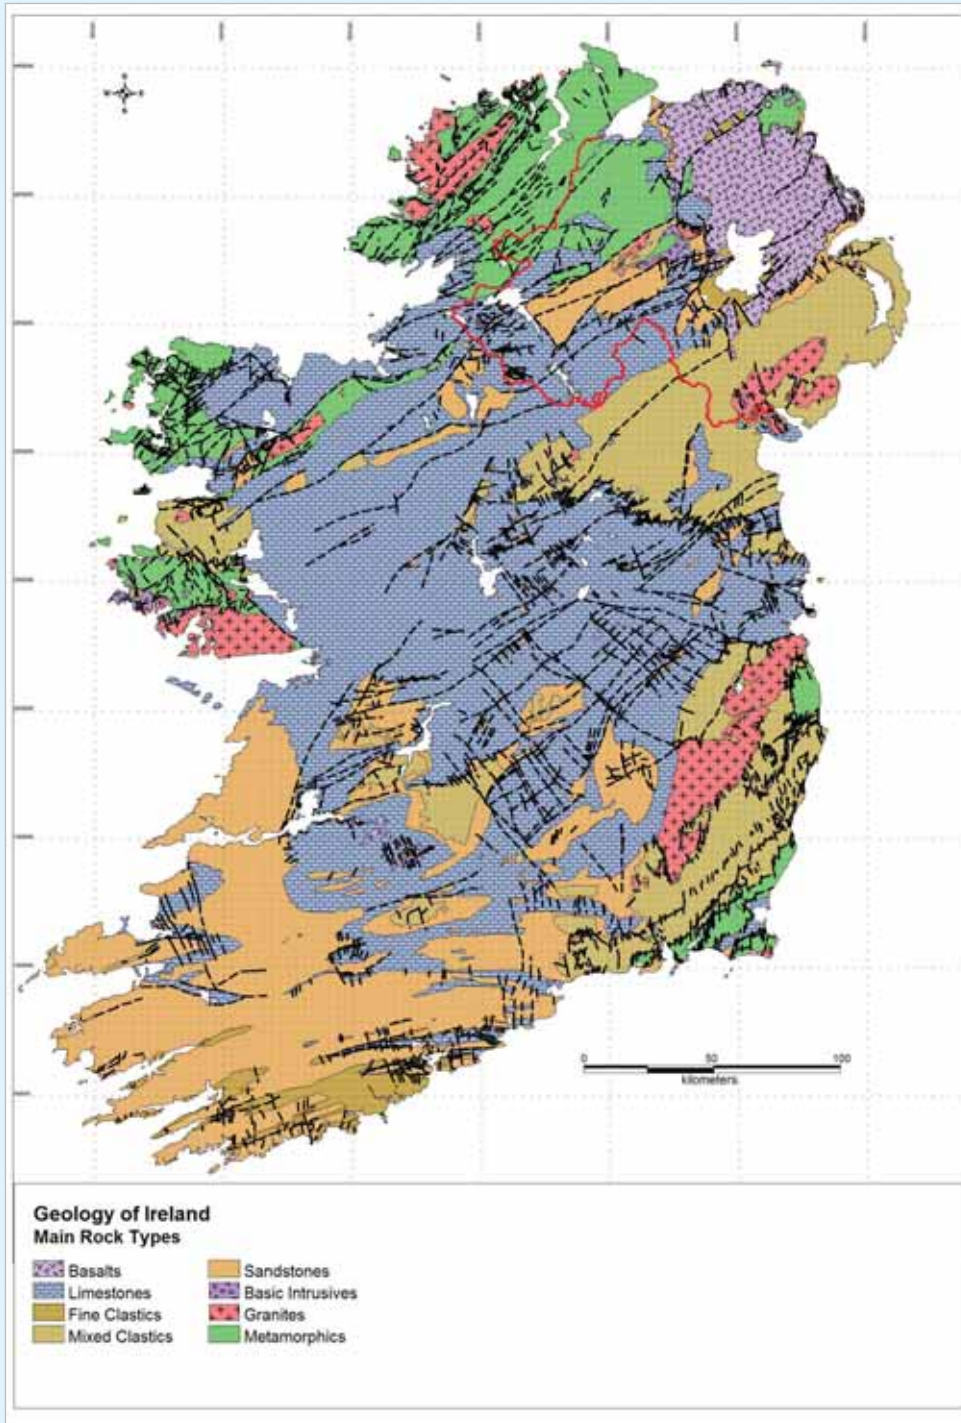 0 50 100
kilometers
Geology of Ireland
Main Rock Types
Basalts
Limestones
Fine Clastics
Mixed Clastics
Sandstones
Basic Intrusives
Granites
Metamorphics